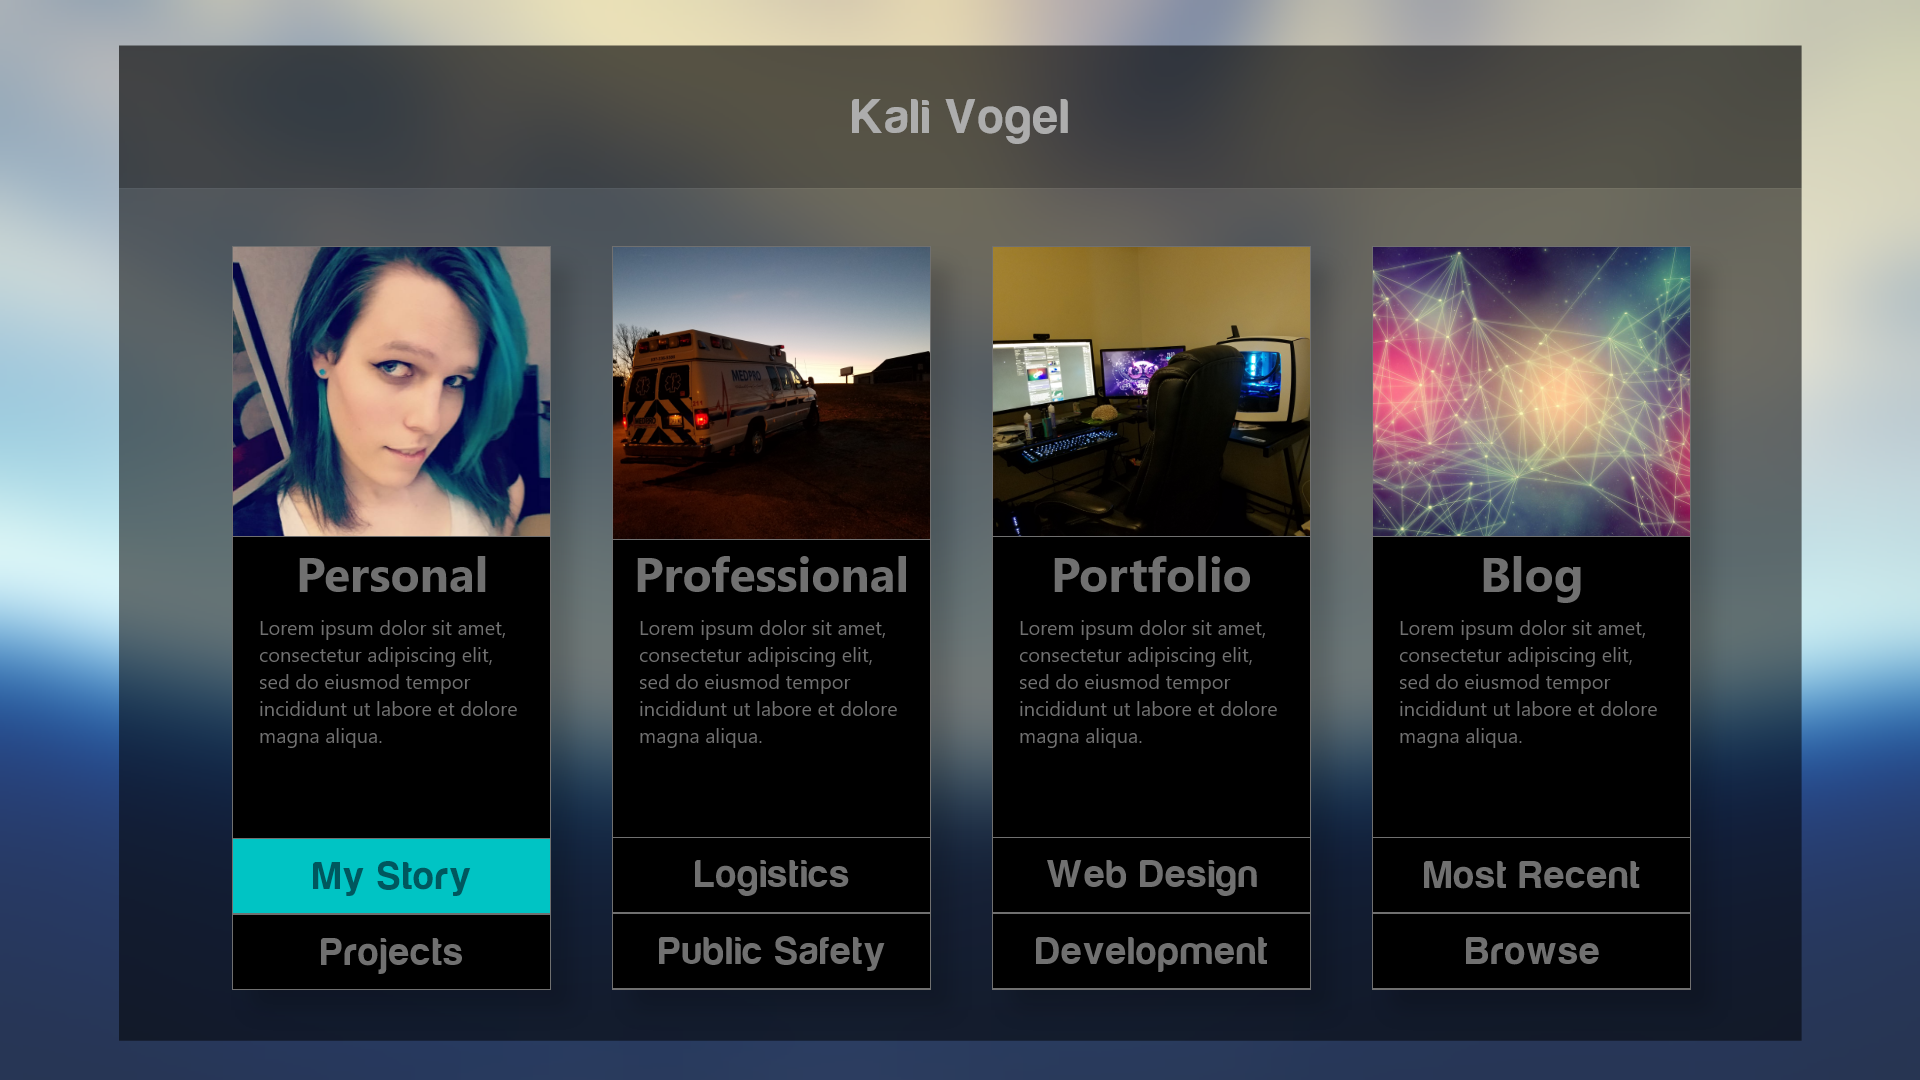 Kali Vogel
MEDPRO
Personal
Lorem ipsum dolor sit amet,
consectetur adipiscing elit,
sed do eiusmod tempor
incididunt ut labore et dolore
magna aliqua.
My Story
Projects
Professional
Lorem ipsum dolor sit amet,
consectetur adipiscing elit,
sed do eiusmod tempor
incididunt ut labore et dolore
magna aliqua.
Logistics
Public Safety
Portfolio
Lorem ipsum dolor sit amet,
consectetur adipiscing elit,
sed do eiusmod tempor
incididunt ut labore et dolore
magna aliqua.
Web Design
Development
Blog
Lorem ipsum dolor sit amet,
consectetur adipiscing elit,
sed do eiusmod tempor
incididunt ut labore et dolore
magna aliqua.
Most Recent
Browse